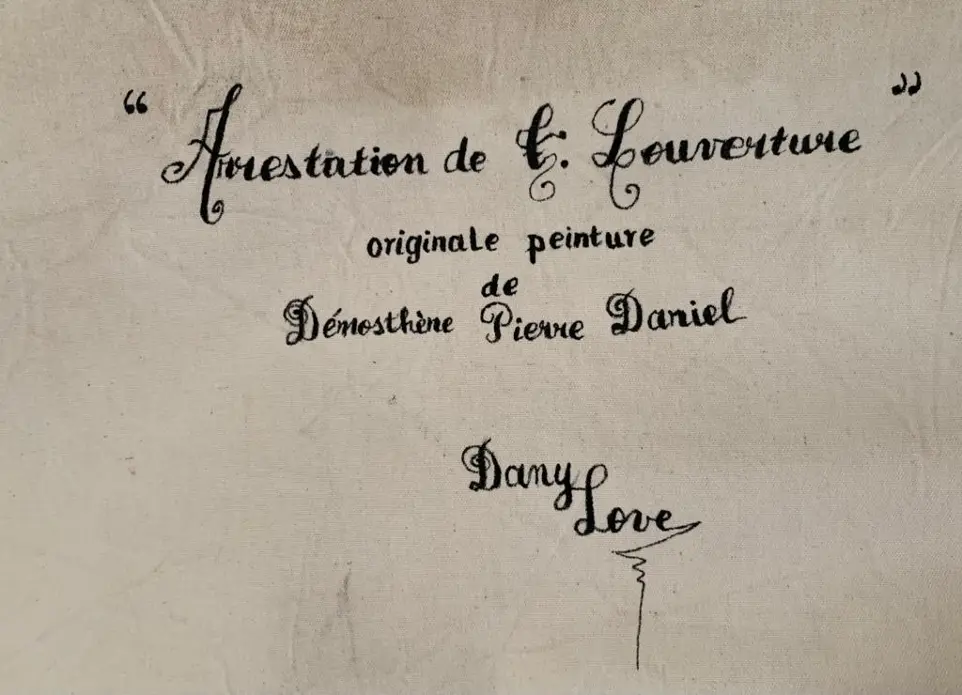 “ Arrestation de T. Louverture ”
originale peinture
de
Démosthène Pierre Daniel
Dany
Love